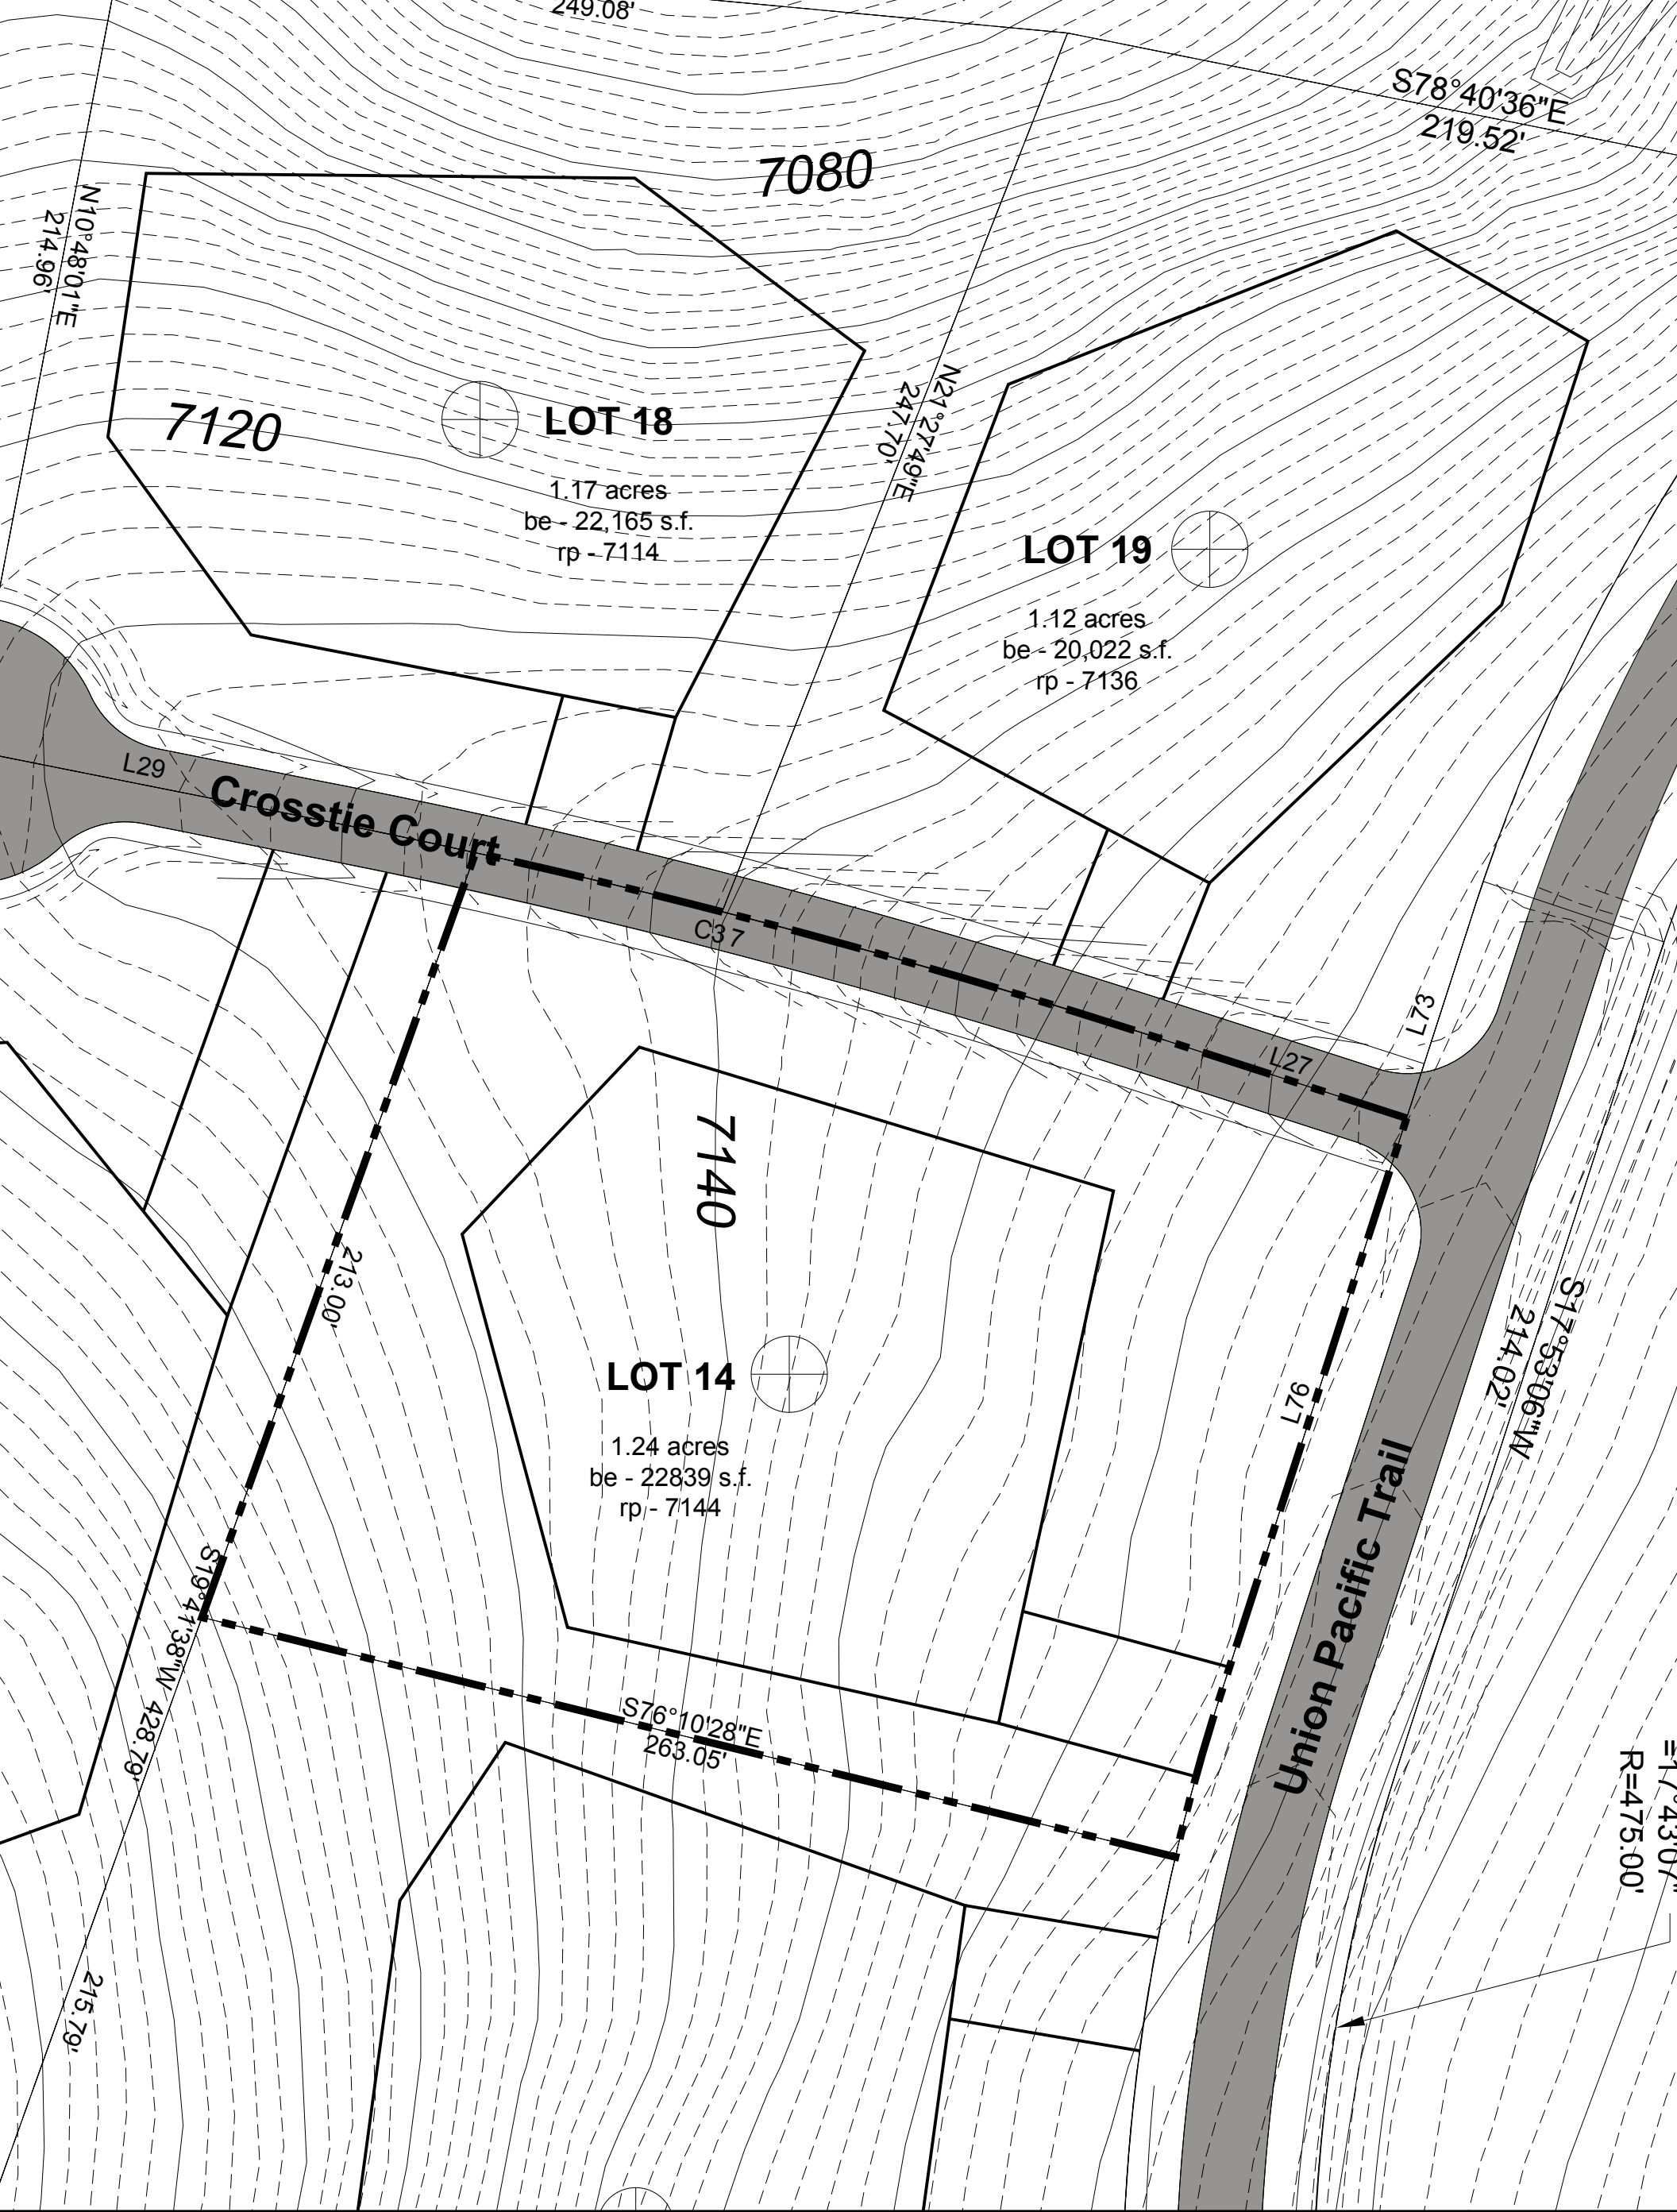 249.08'
S78°40'36"E
219.52'
7080
N10°48'01"E
214.96'
7120
LOT 18
1.17 acres
be - 22,165 s.f.
rp - 7114
N21°27'49"E
247.70'
LOT 19
1.12 acres
be - 20,022 s.f.
rp - 7136
L29
Crosstie Court
C37
L73
L27
7140
213.00'
LOT 14
1.24 acres
be - 22839 s.f.
rp - 7144
L76
S17°53'06"W
214.02'
Union Pacific Trail
S19°41'38"W 428.79'
S76°10'28"E
263.05'
=17°43'07"
R=475.00'
215.79'